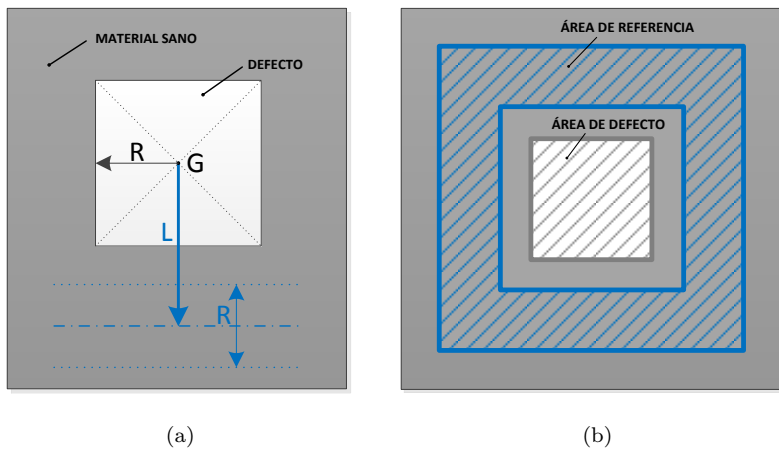 MATERIAL SANO
DEFECTO
R
G
L
R
(a)
ÁREA DE REFERENCIA
ÁREA DE DEFECTO
(b)